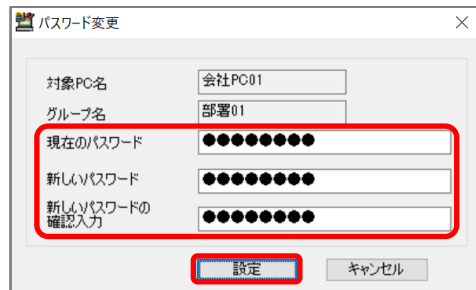 パスワード変更
対象PC名 会社PC01
グループ名 部署01
現在のパスワード ●●●●●●●●
新しいパスワード ●●●●●●●●
新しいパスワードの
確認入力 ●●●●●●●●
設定 キャンセル